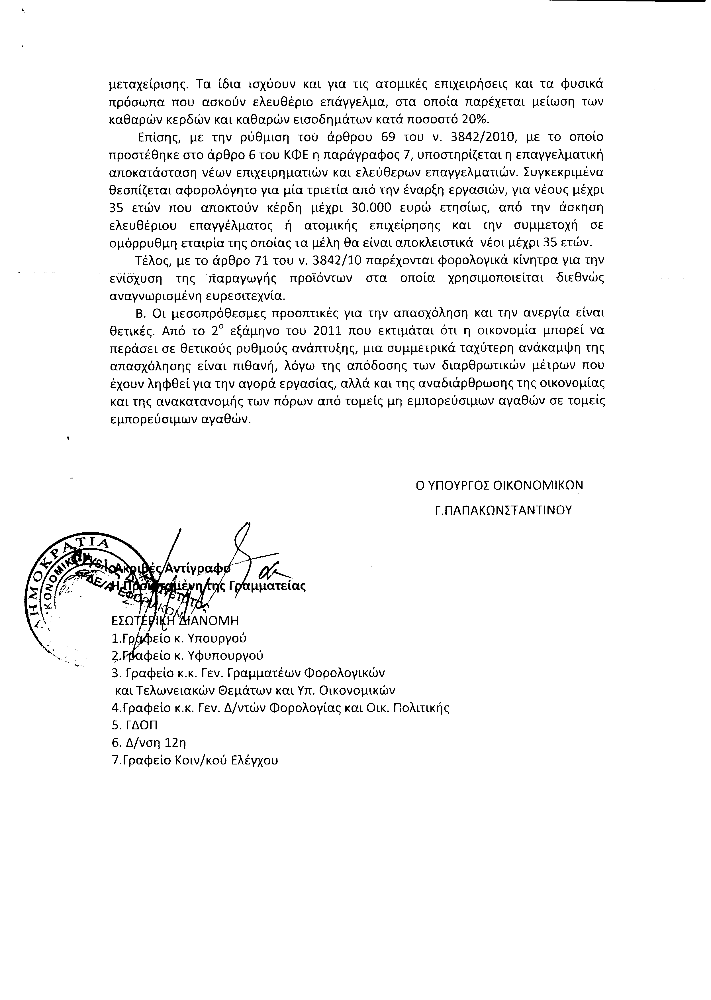 μεταχείρισης. Τα ίδια ισχύουν και για τις ατομικές επιχειρήσεις και τα φυσικά
πρόσωπα που ασκούν ελευθέριο επάγγελμα, στα οποία παρέχεται μείωση των
καθαρών κερδών και καθαρών εισοδημάτων κατά ποσοστό 20%.
Επίσης, με την ρύθμιση του άρθρου 69 του ν. 3842/2010, με το οποίο
προστέθηκε στο άρθρο 6 του ΚΦΕ η παράγραφος 7, υποστηρίζεται η επαγγελματική
αποκατάσταση νέων επιχειρηματιών και ελεύθερων επαγγελματιών. Συγκεκριμένα
θεσπίζεται αφορολόγητο για μία τριετία από την έναρξη εργασιών, για νέους μέχρι
35 ετών που αποκτούν κέρδη μέχρι 30.000 ευρώ ετησίως, από την άσκηση
ελευθέριου επαγγέλματος ή ατομικής επιχείρησης και την συμμετοχή σε
ομόρρυθμη εταιρία της οποίας τα μέλη θα είναι αποκλειστικά νέοι μέχρι 35 ετών.
Τέλος, με το άρθρο 71 του ν. 3842/10 παρέχονται φορολογικά κίνητρα για την
ενίσχυση της παραγωγής προϊόντων στα οποία χρησιμοποιείται διεθνώς
αναγνωρισμένη ευρεσιτεχνία.
Β. Οι μεσοπρόθεσμες προοπτικές για την απασχόληση και την ανεργία είναι
θετικές. Από το 2º εξάμηνο του 2011 που εκτιμάται ότι η οικονομία μπορεί να
περάσει σε θετικούς ρυθμούς ανάπτυξης, μια συμμετρικά ταχύτερη ανάκαμψη της
απασχόλησης είναι πιθανή, λόγω της απόδοσης των διαρθρωτικών μέτρων που
έχουν ληφθεί για την αγορά εργασίας, αλλά και της αναδιάρθρωσης της οικονομίας
και της ανακατανομής των πόρων από τομείς μη εμπορεύσιμων αγαθών σε τομείς
εμπορεύσιμων αγαθών.
Ο ΥΠΟΥΡΓΟΣ ΟΙΚΟΝΟΜΙΚΩΝ
Γ.ΠΑΠΑΚΩΝΣΤΑΝΤΙΝΟΥ
ΔΗΜΟΚΡΑΤΙΑ
Ακριβές Αντίγραφο
Η Προϊσταμένη της Γραμματείας
ΕΣΩΤΕΡΙΚΗ ΔΙΑΝΟΜΗ
1.Γραφείο κ. Υπουργού
2.Γραφείο κ. Υφυπουργού
3. Γραφείο κ.κ. Γεν. Γραμματέων Φορολογικών
και Τελωνειακών Θεμάτων και Υπ. Οικονομικών
4.Γραφείο κ.κ. Γεν. Δ/ντών Φορολογίας και Οικ. Πολιτικής
5. ΓΔΟΠ
6. Δ/νση 12η
7.Γραφείο Κοιν/κού Ελέγχου